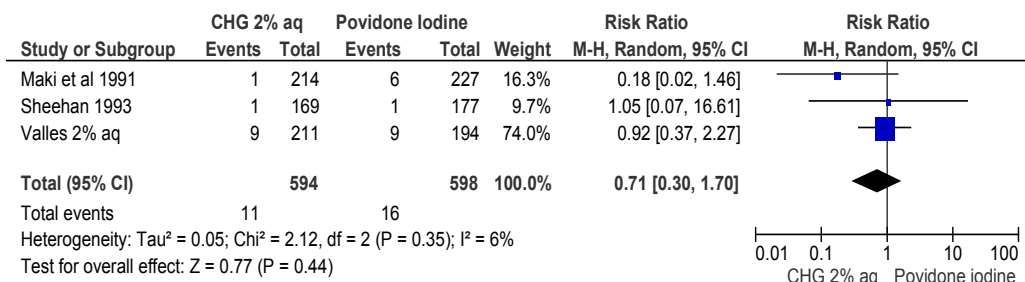 CHG 2% aq Povidone Iodine Risk Ratio Risk Ratio
Study or Subgroup Events Total Events Total Weight M-H, Random, 95% CI M-H, Random, 95% CI
Maki et al 1991 1 214 6 227 16.3% 0.18 [0.02, 1.46]
Sheehan 1993 1 169 1 177 9.7% 1.05 [0.07, 16.61]
Valles 2% aq 9 211 9 194 74.0% 0.92 [0.37, 2.27]
Total (95% CI) 594 598 100.0% 0.71 [0.30, 1.70]
Total events 11 16
Heterogeneity: Tau² = 0.05; Chi² = 2.12, df = 2 (P = 0.35); I² = 6%
Test for overall effect: Z = 0.77 (P = 0.44)
0.01 0.1 1 10 100
CHG 2% aq Povidone iodine